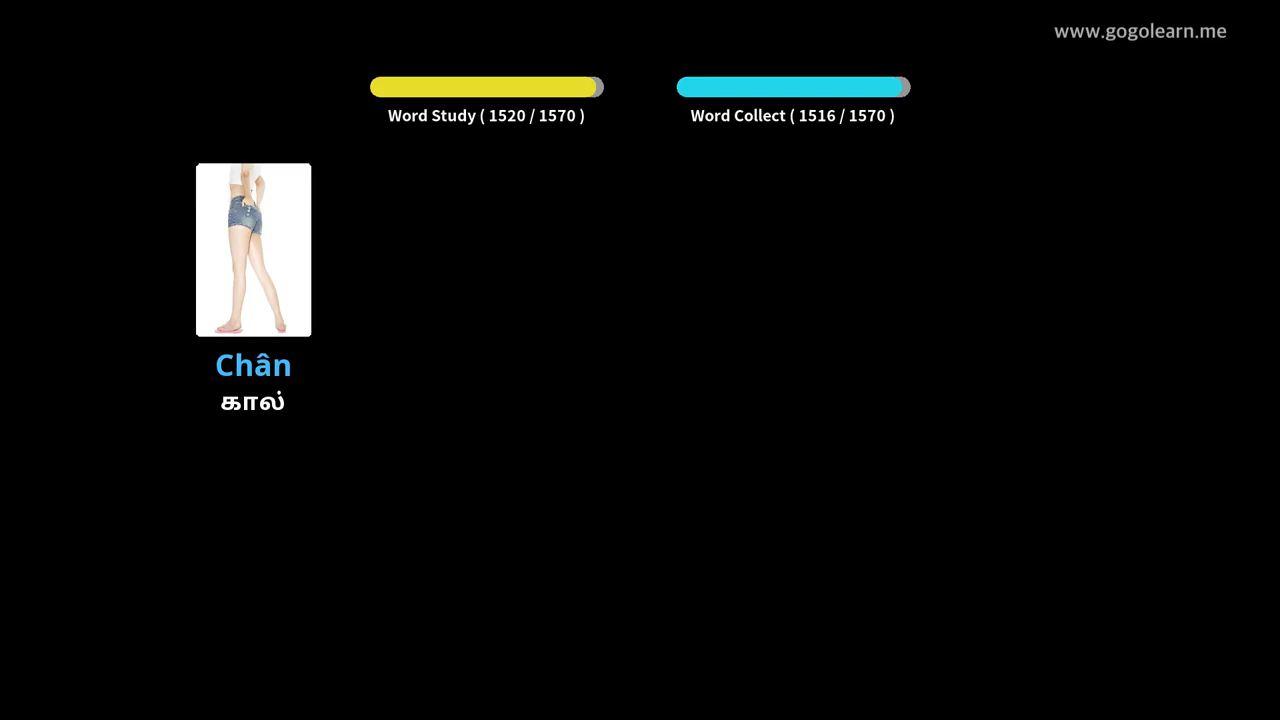 www.gogolearn.me
Word Study ( 1520 / 1570 )
Word Collect ( 1516 / 1570 )
Chân
கால்